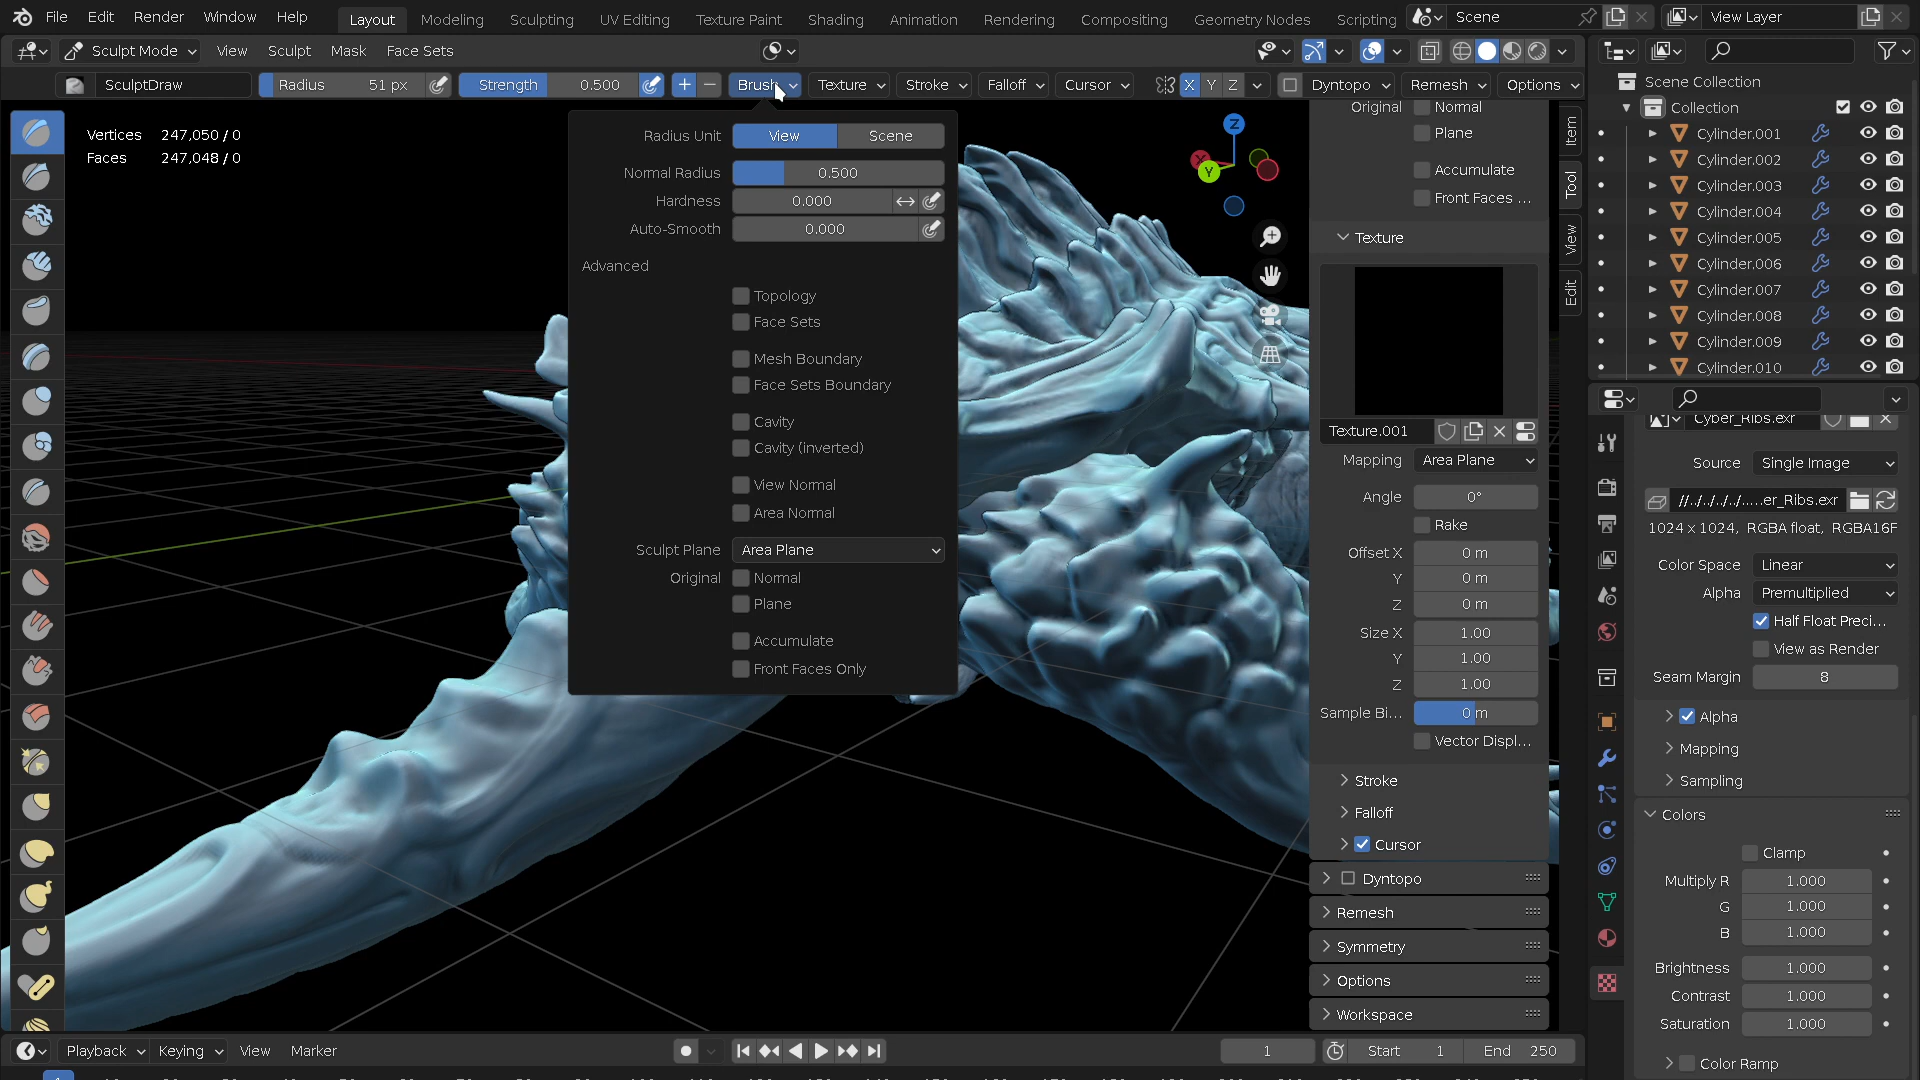 File Edit Render Window Help Layout Modeling Sculpting UV Editing Texture Paint Shading Animation Rendering Compositing Geometry Nodes Scripting Scene View Layer
Sculpt Mode View Sculpt Mask Face Sets
SculptDraw Radius 51 px Strength 0.500 Brush Texture Stroke Falloff Cursor X Y Z Dyntopo Remesh Options
Vertices 247,050 / 0
Faces 247,048 / 0
Radius Unit View Scene
Normal Radius 0.500
Hardness 0.000
Auto-Smooth 0.000
Advanced
Topology
Face Sets
Mesh Boundary
Face Sets Boundary
Cavity
Cavity (inverted)
View Normal
Area Normal
Sculpt Plane Area Plane
Original Normal
Plane
Accumulate
Front Faces Only
Z
X
Y
Original Normal
Plane
Accumulate
Front Faces ...
Texture
Texture.001
Mapping Area Plane
Angle 0°
Rake
Offset X 0 m
Y 0 m
Z 0 m
Size X 1.00
Y 1.00
Z 1.00
Sample Bi... 0 m
Vector Displ...
Stroke
Falloff
Cursor
Dyntopo
Remesh
Symmetry
Options
Workspace
Item
Tool
View
Edit
Scene Collection
Collection
Cylinder.001
Cylinder.002
Cylinder.003
Cylinder.004
Cylinder.005
Cylinder.006
Cylinder.007
Cylinder.008
Cylinder.009
Cylinder.010
Cyber_Ribs.exr
Source Single Image
//../../../../.....er_Ribs.exr
1024 x 1024, RGBA float, RGBA16F
Color Space Linear
Alpha Premultiplied
Half Float Preci...
View as Render
Seam Margin 8
Alpha
Mapping
Sampling
Colors
Clamp
Multiply R 1.000
G 1.000
B 1.000
Brightness 1.000
Contrast 1.000
Saturation 1.000
Color Ramp
Playback Keying View Marker 1 Start 1 End 250